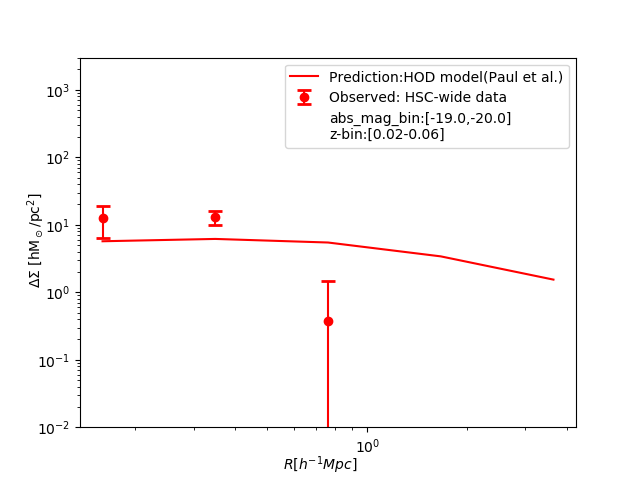 Prediction:HOD model(Paul et al.)
Observed: HSC-wide data
abs_mag_bin:[-19.0,-20.0]
z-bin:[0.02-0.06]
10³
10²
10¹
10⁰
10⁻¹
10⁻²
ΔΣ [hM⊙/pc²]
10⁰
R[h⁻¹Mpc]